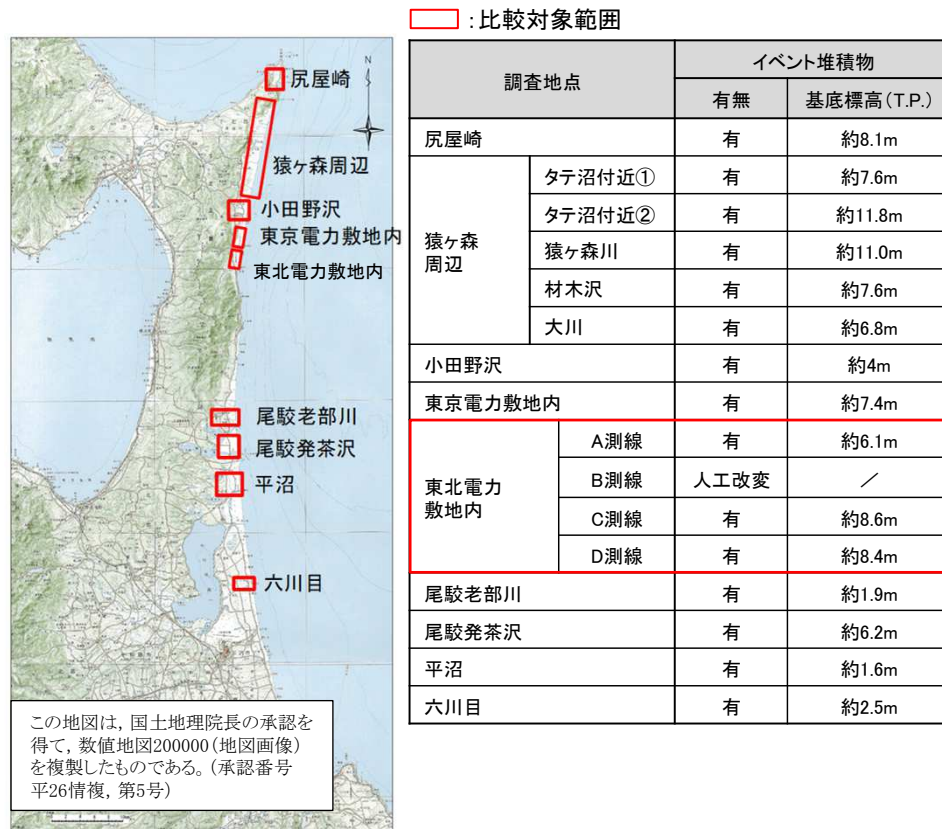 ：比較対象範囲
N
尻屋崎
猿ヶ森周辺
小田野沢
東京電力敷地内
東北電力敷地内
尾駮老部川
尾駮発茶沢
平沼
六川目
この地図は，国土地理院長の承認を
得て，数値地図200000（地図画像）
を複製したものである。（承認番号
平26情複，第5号）
調査地点 イベント堆積物
有無 基底標高（T.P.）
尻屋崎 有 約8.1m
猿ヶ森
周辺
タテ沼付近① 有 約7.6m
タテ沼付近② 有 約11.8m
猿ヶ森川 有 約11.0m
材木沢 有 約7.6m
大川 有 約6.8m
小田野沢 有 約4m
東京電力敷地内 有 約7.4m
東北電力
敷地内
A測線 有 約6.1m
B測線 人工改変 ／
C測線 有 約8.6m
D測線 有 約8.4m
尾駮老部川 有 約1.9m
尾駮発茶沢 有 約6.2m
平沼 有 約1.6m
六川目 有 約2.5m